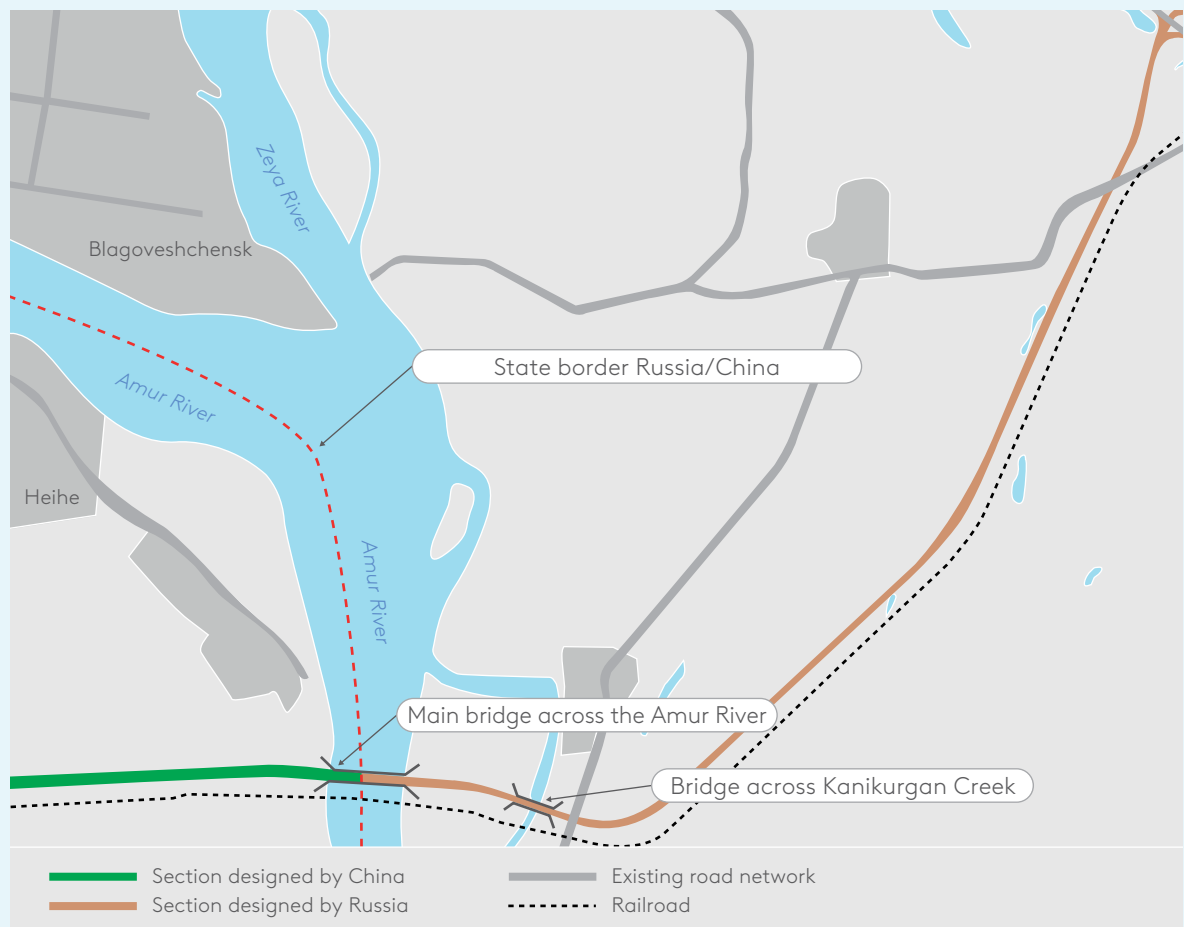 Zeya River
Blagoveshchensk
State border Russia/China
Amur River
Heihe
Amur River
Main bridge across the Amur River
Bridge across Kanikurgan Creek
Section designed by China
Existing road network
Section designed by Russia
Railroad